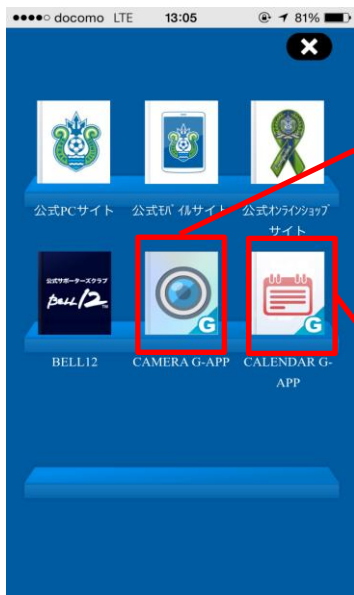 docomo LTE 13:05 81%
公式PCサイト
公式ﾓﾊﾞｲﾙサイト
公式ｵﾝﾗｲﾝｼｮｯﾌﾟ
サイト
公式サポーターズクラブ
BELL12
BELL12
G
CAMERA G-APP
G
CALENDAR G-
APP